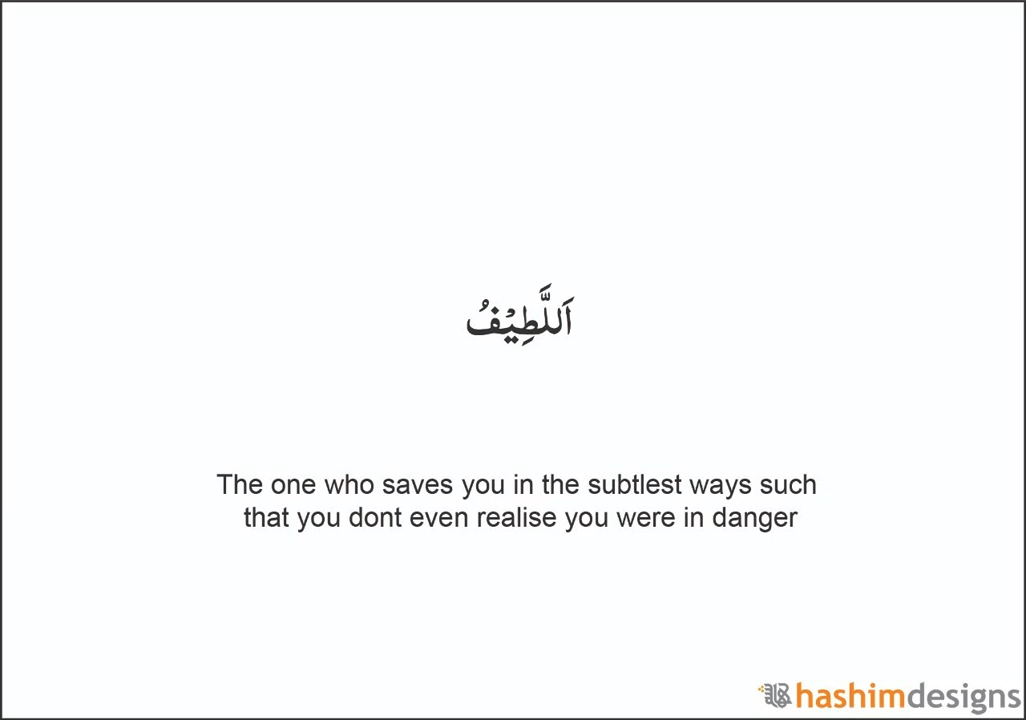 اَللَّطِيْفُ
The one who saves you in the subtlest ways such
that you dont even realise you were in danger
hashimdesigns